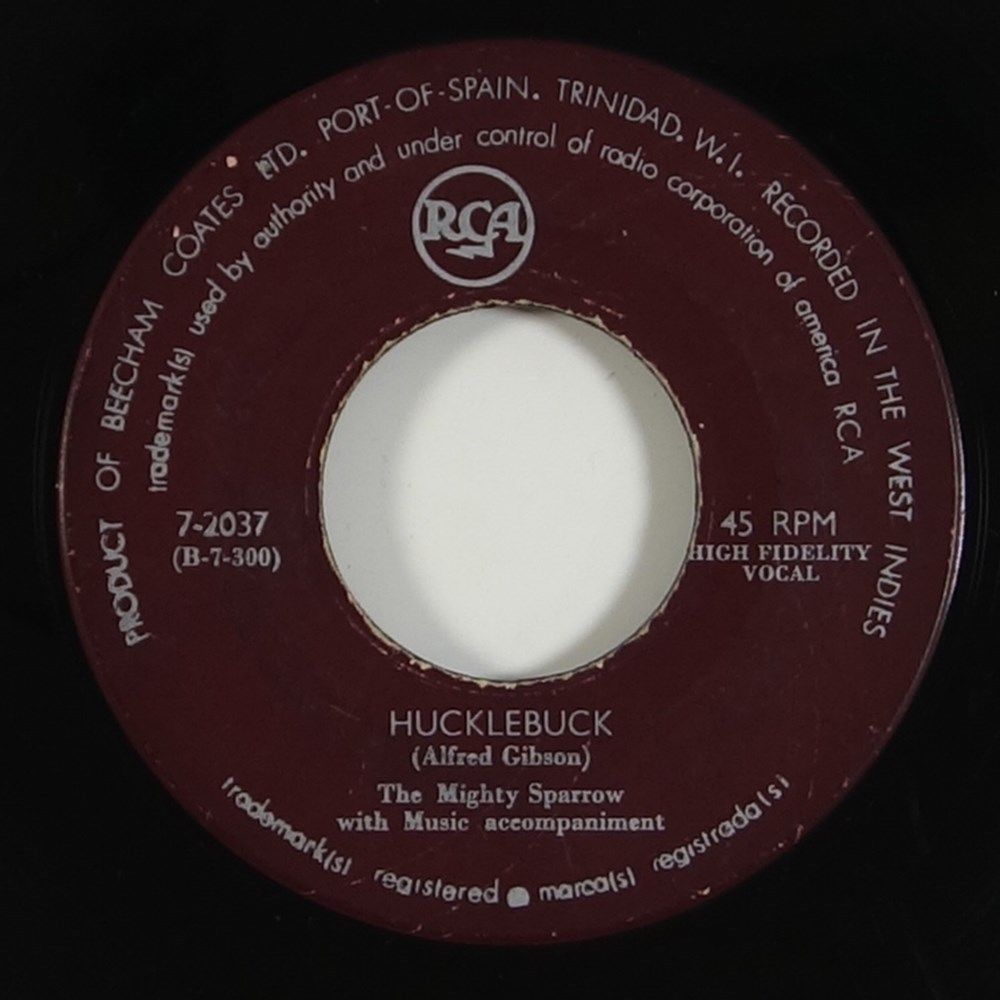 PRODUCT OF BEECHAM COATES LTD. PORT-OF-SPAIN. TRINIDAD. W.I. RECORDED IN THE WEST INDIES
trademark(s) used by authority and under control of radio corporation of america RCA
RCA
7-2037
(B-7-300)
45 RPM
HIGH FIDELITY
VOCAL
HUCKLEBUCK
(Alfred Gibson)
The Mighty Sparrow
with Music accompaniment
trademark(s) registered ● marca(s) registrada(s)